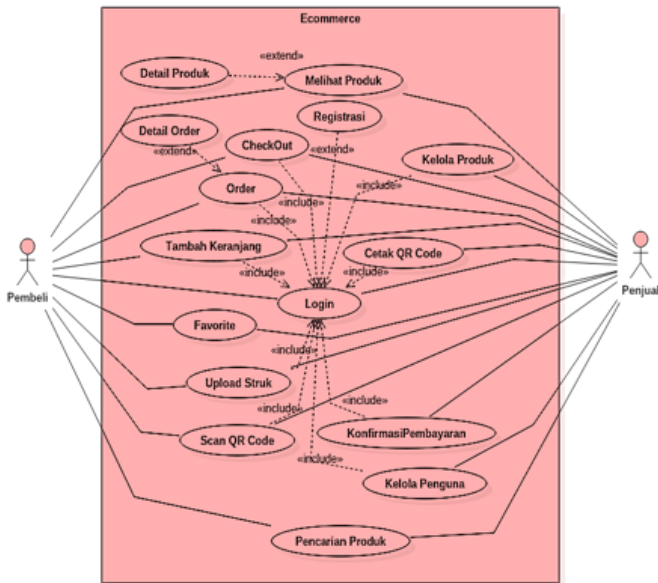 Ecommerce
«extend»
Detail Produk
Melihat Produk
Registrasi
Detail Order
CheckOut
«extend»
«extend»
Kelola Produk
Order
«include»
«include»
«include»
Tambah Keranjang
Cetak QR Code
«include»
«include»
Pembeli
Penjual
Login
Favorite
«include»
Upload Struk
«include»
«include»
Scan QR Code
KonfirmasiPembayaran
«include»
Kelola Penguna
Pencarian Produk